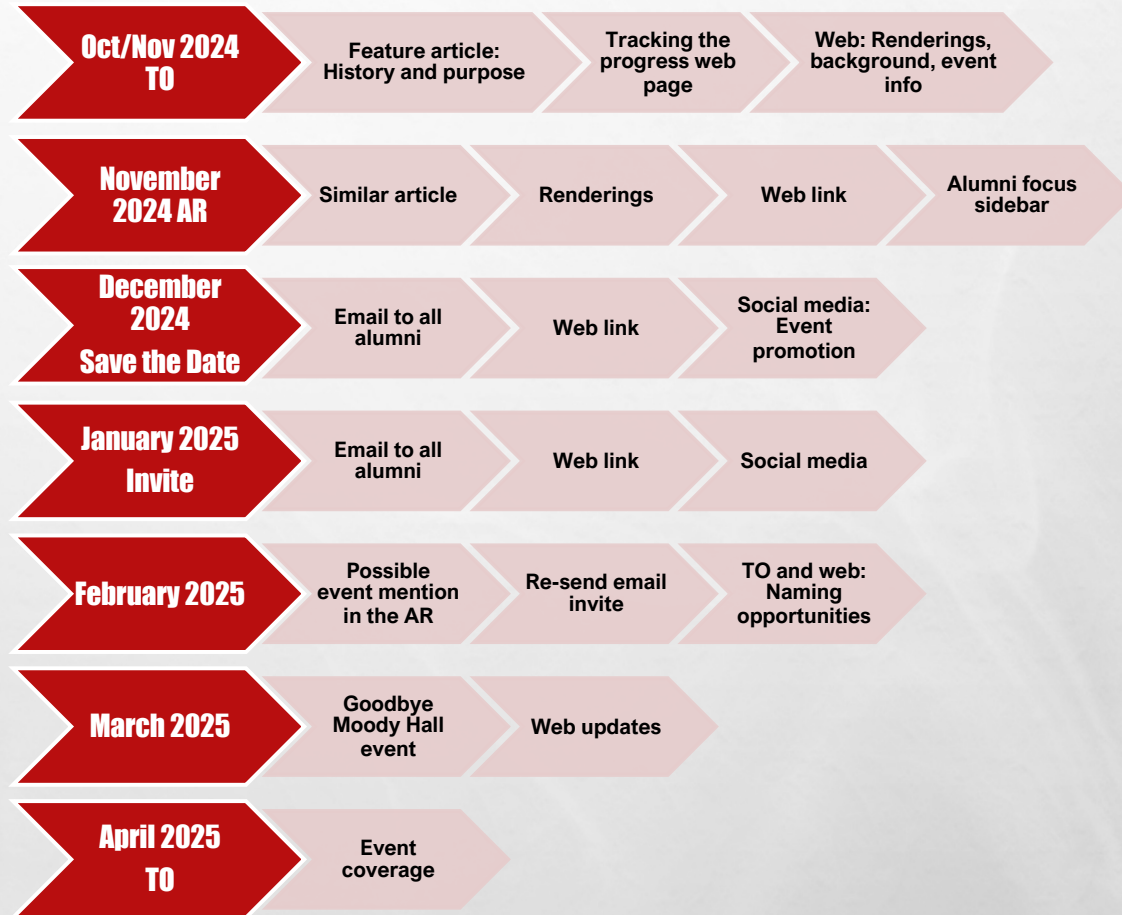 Oct/Nov 2024
TO
Feature article:
History and purpose
Tracking the
progress web
page
Web: Renderings,
background, event
info
November
2024 AR
Similar article
Renderings
Web link
Alumni focus
sidebar
December
2024
Save the Date
Email to all
alumni
Web link
Social media:
Event
promotion
January 2025
Invite
Email to all
alumni
Web link
Social media
February 2025
Possible
event mention
in the AR
Re-send email
invite
TO and web:
Naming
opportunities
March 2025
Goodbye
Moody Hall
event
Web updates
April 2025
TO
Event
coverage